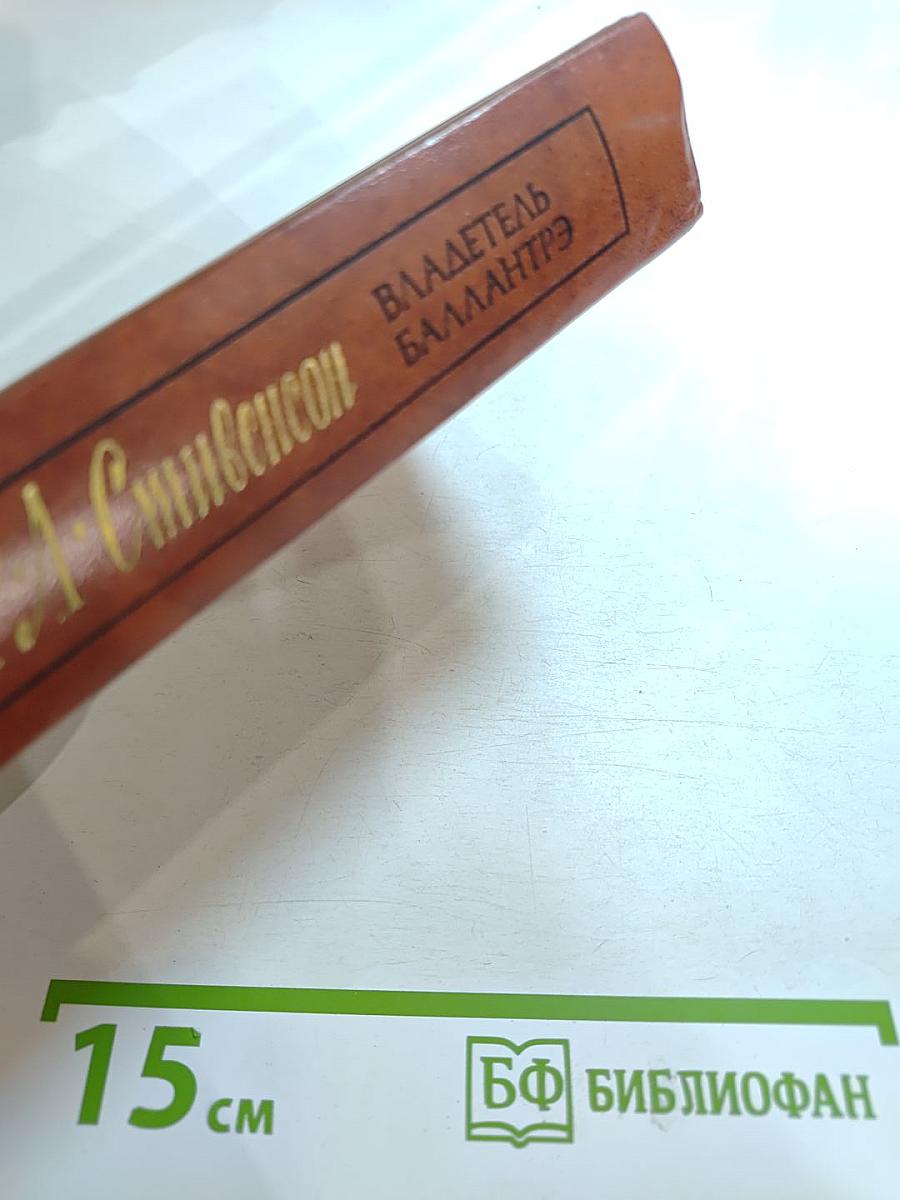 Л. Стивенсон
ВЛАДЕТЕЛЬ
БАЛЛАНТРЭ
15 см
БФ БИБЛИОФАН